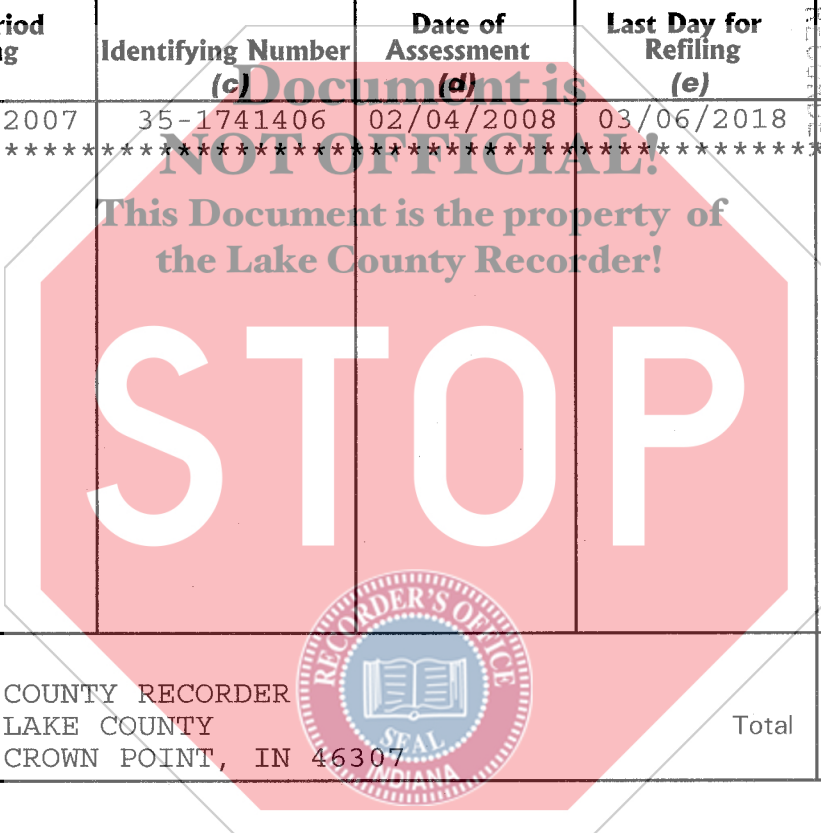 riod
g
Identifying Number
(c)
Date of
Assessment
(d)
Last Day for
Refiling
(e)
2007 35-1741406 02/04/2008 03/06/2018
******************************************
Document is
NOT OFFICIAL!
This Document is the property of
the Lake County Recorder!
STOP
RECORDER'S OFFICE
SEAL
INDIANA
COUNTY RECORDER
LAKE COUNTY
CROWN POINT, IN 46307
Total